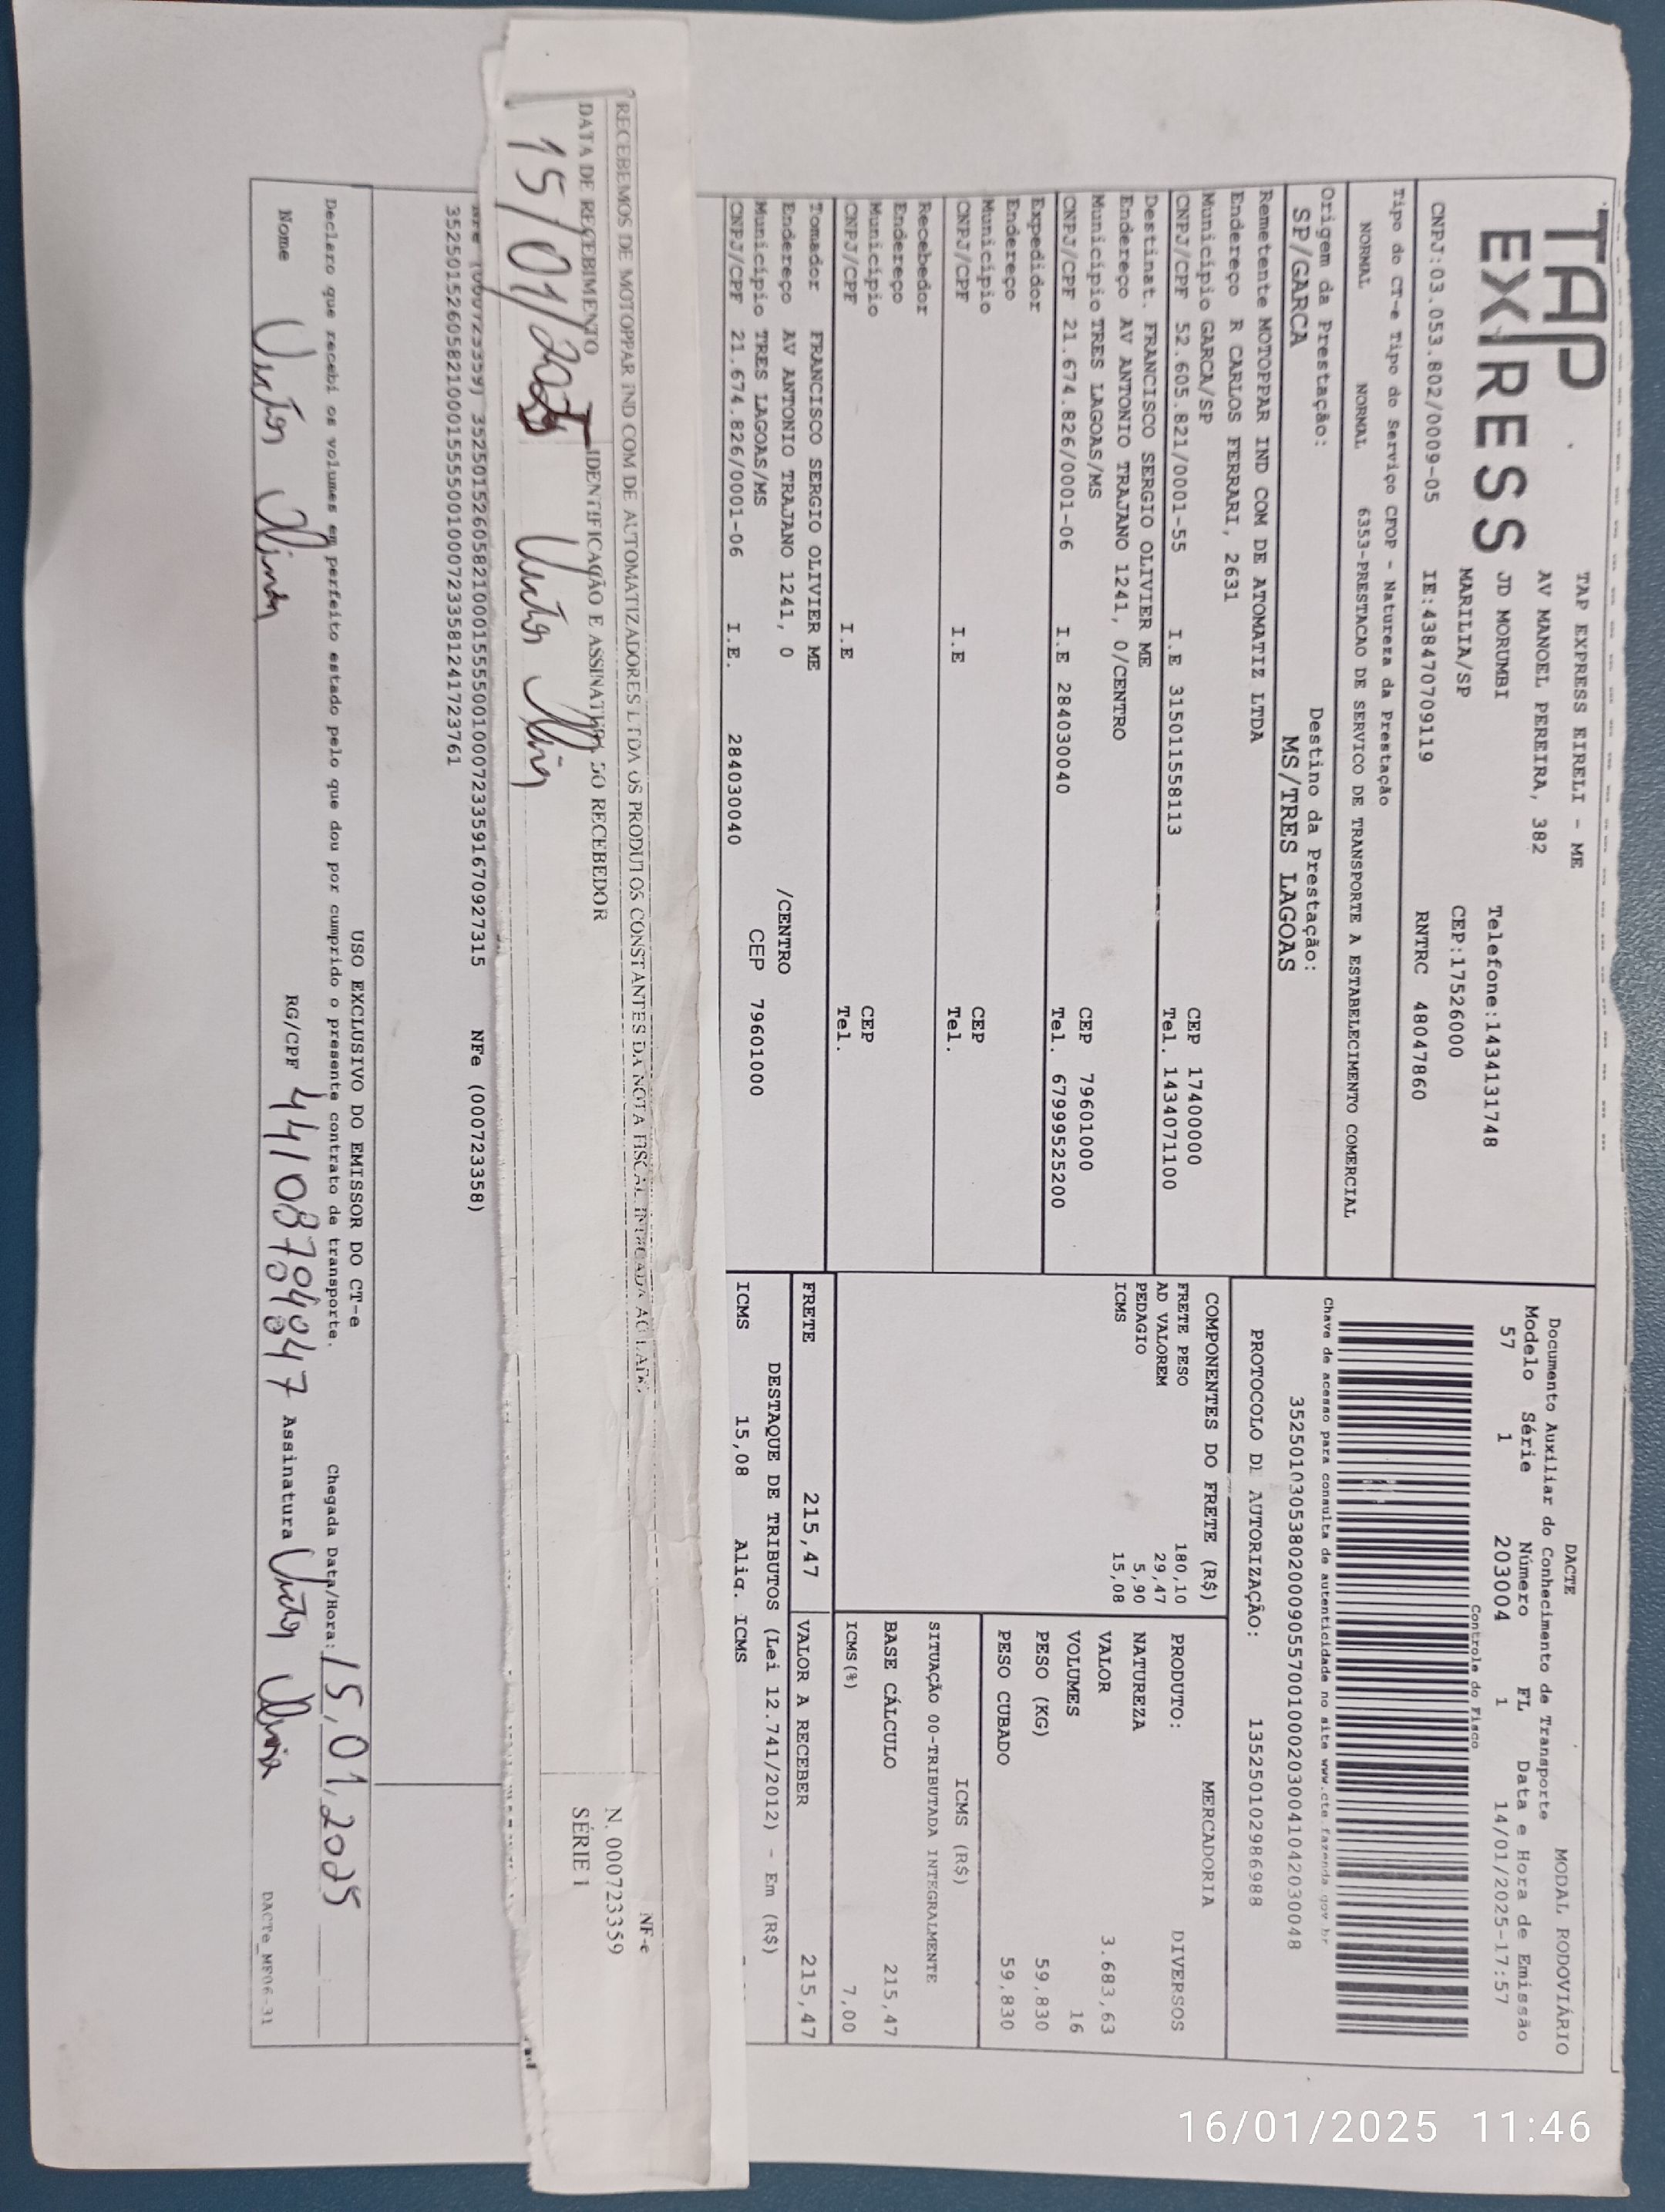 TAP
EXPRESS
TAP EXPRESS EIRELI - ME
AV MANOEL PEREIRA, 382
JD MORUMBI Telefone:1434131748
MARILIA/SP CEP:17526000
CNPJ:03.053.802/0009-05 IE:438470709119 RNTRC 48047860
DACTE MODAL RODOVIÁRIO
Documento Auxiliar do Conhecimento de Transporte
Modelo Série Número FL Data e Hora de Emissão
57 1 203004 1 14/01/2025-17:57
Controle do Fisco
Tipo do CT-e Tipo do Serviço CFOP - Natureza da Prestação
NORMAL NORMAL 6353-PRESTACAO DE SERVICO DE TRANSPORTE A ESTABELECIMENTO COMERCIAL
Chave de acesso para consulta de autenticidade no site www.cte.fazenda.gov.br
35250103053802000905570010002030041042030048
Origem da Prestação: Destino da Prestação:
SP/GARCA MS/TRES LAGOAS
PROTOCOLO DE AUTORIZAÇÃO: 135250102986988
Remetente MOTOPPAR IND COM DE ATOMATIZ LTDA
Endereço R CARLOS FERRARI, 2631
Município GARCA/SP CEP 17400000
CNPJ/CPF 52.605.821/0001-55 I.E 315011558113 Tel. 1434071100
Destinat. FRANCISCO SERGIO OLIVIER ME
Endereço AV ANTONIO TRAJANO 1241, 0/CENTRO
Município TRES LAGOAS/MS CEP 79601000
CNPJ/CPF 21.674.826/0001-06 I.E 284030040 Tel. 67999525200
Expedidor
Endereço
Município CEP
CNPJ/CPF I.E Tel.
Recebedor
Endereço
Município CEP
CNPJ/CPF I.E Tel.
Tomador FRANCISCO SERGIO OLIVIER ME
Endereço AV ANTONIO TRAJANO 1241, 0 /CENTRO
Município TRES LAGOAS/MS CEP 79601000
CNPJ/CPF 21.674.826/0001-06 I.E. 284030040
COMPONENTES DO FRETE (R$)
FRETE PESO 180,10
AD VALOREM 29,47
PEDAGIO 5,90
ICMS 15,08
MERCADORIA
PRODUTO: DIVERSOS
NATUREZA
VALOR 3.683,63
VOLUMES 16
PESO (KG) 59,830
PESO CUBADO 59,830
ICMS (R$)
SITUAÇÃO 00-TRIBUTADA INTEGRALMENTE
BASE CÁLCULO 215,47
ICMS(%) 7,00
FRETE 215,47 VALOR A RECEBER 215,47
DESTAQUE DE TRIBUTOS (Lei 12.741/2012) - Em (R$)
ICMS 15,08 Aliq. ICMS
RECEBEMOS DE MOTOPPAR IND COM DE AUTOMATIZADORES LTDA OS PRODUTOS CONSTANTES DA NOTA FISCAL INDICADA AO LADO
DATA DE RECEBIMENTO IDENTIFICAÇÃO E ASSINATURA DO RECEBEDOR
15/01/2025
NF-e
N. 000723359
SÉRIE 1
35250152605821000155550010007233591670927315 NFe (000723358)
35250152605821000155550010007233581241723761
USO EXCLUSIVO DO EMISSOR DO CT-e
Declaro que recebi os volumes em perfeito estado pelo que dou por cumprido o presente contrato de transporte. Chegada Data/Hora: 15,01,2025
Nome RG/CPF Assinatura
DACTe_MF06-31
16/01/2025 11:46